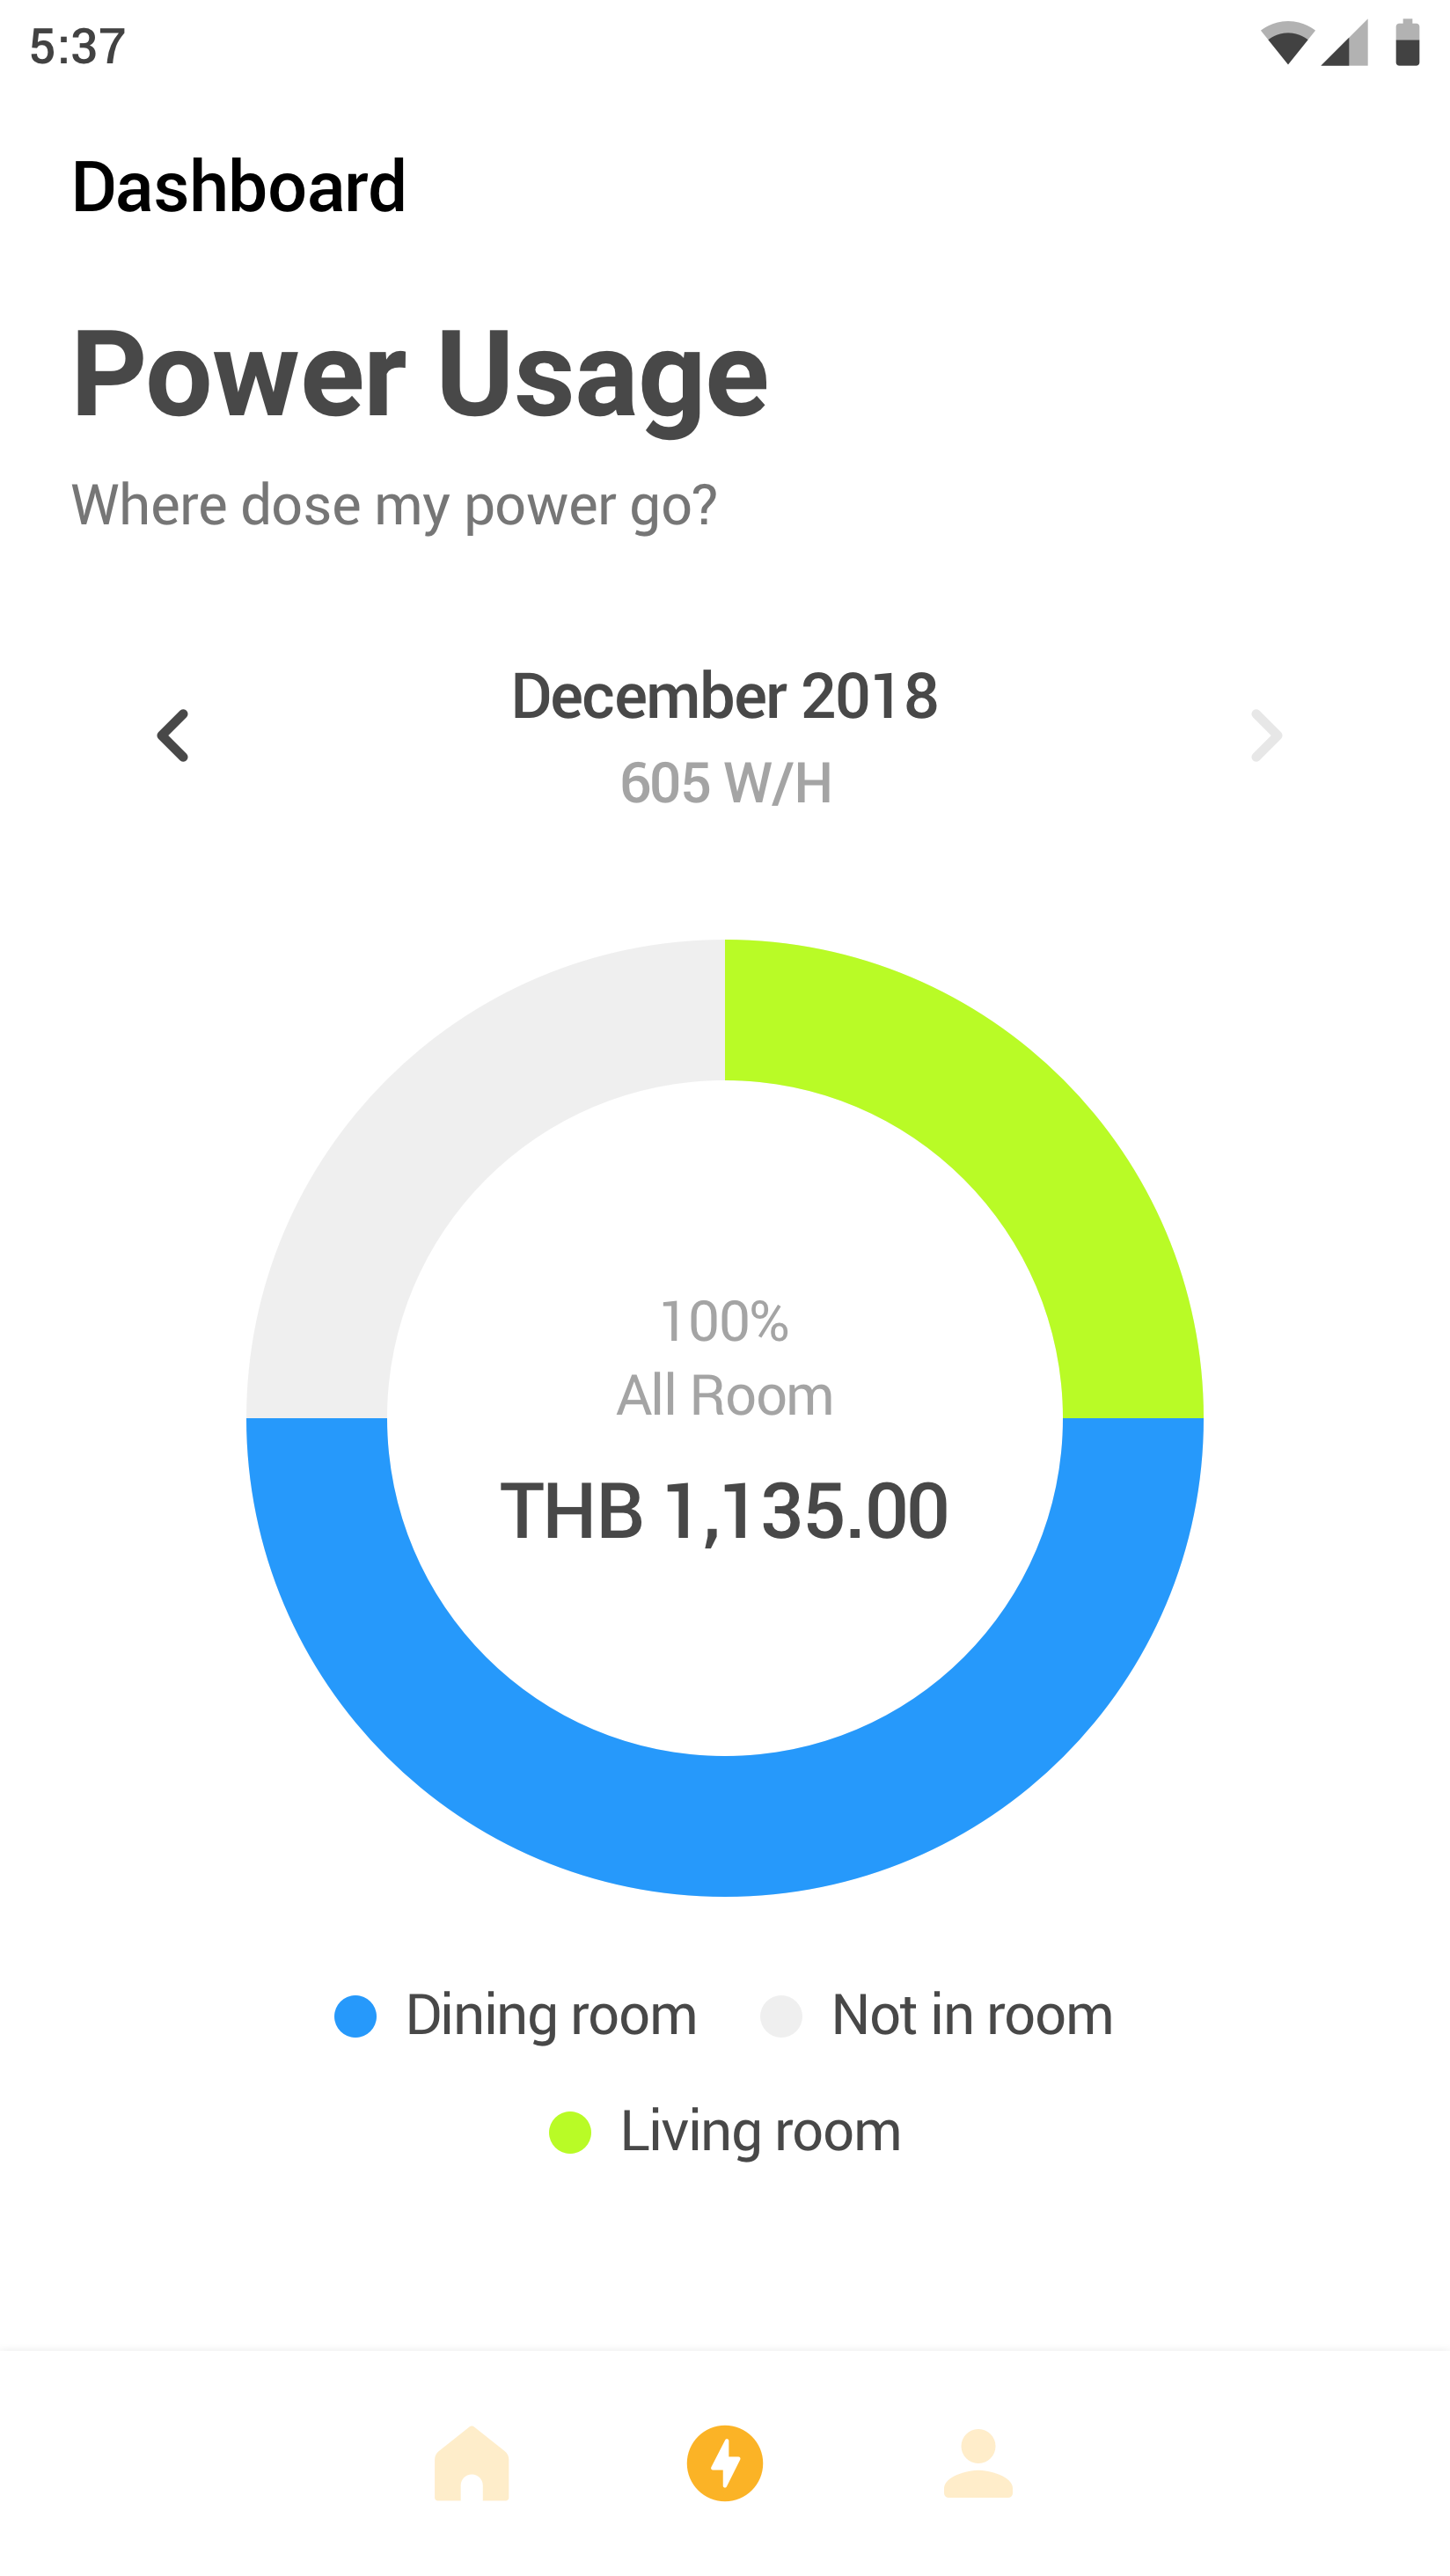 5:37
Dashboard
Power Usage
Where dose my power go?
December 2018
605 W/H
100%
All Room
THB 1,135.00
Dining room
Not in room
Living room